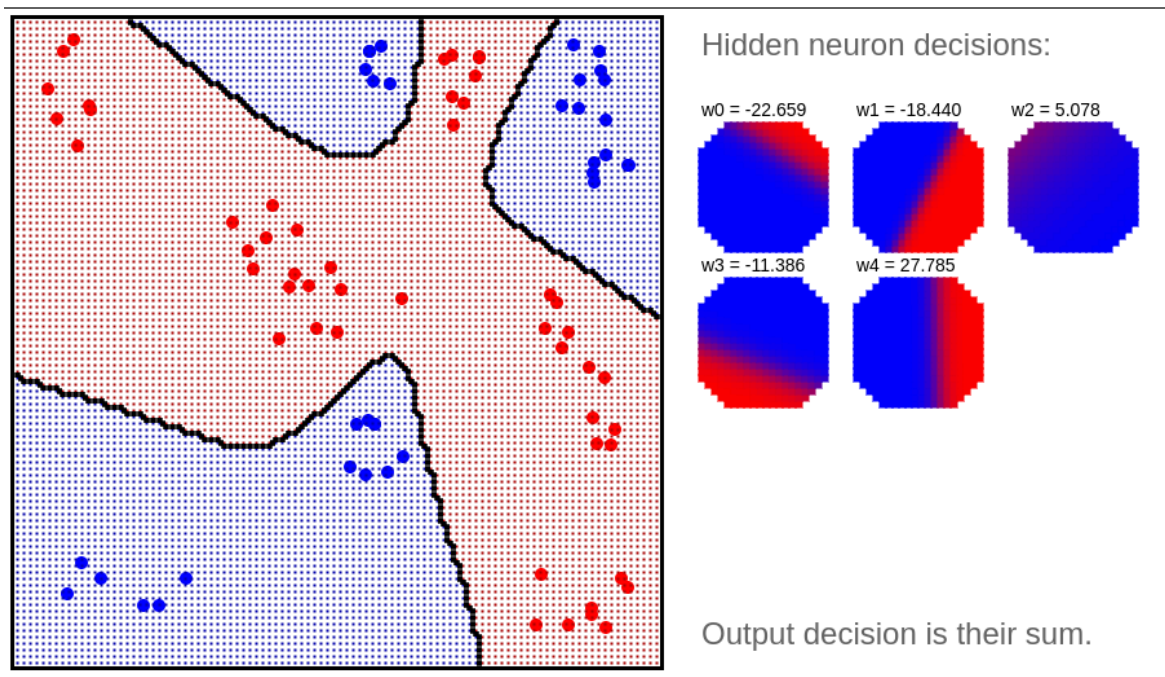 Hidden neuron decisions:
w0 = -22.659
w1 = -18.440
w2 = 5.078
w3 = -11.386
w4 = 27.785
Output decision is their sum.